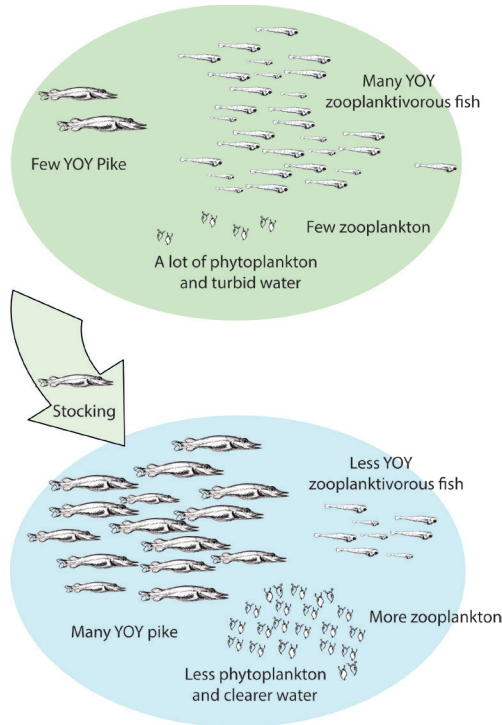 Many YOY
zooplanktivorous fish
Few YOY Pike
Few zooplankton
A lot of phytoplankton
and turbid water
Stocking
Less YOY
zooplanktivorous fish
More zooplankton
Many YOY pike
Less phytoplankton
and clearer water